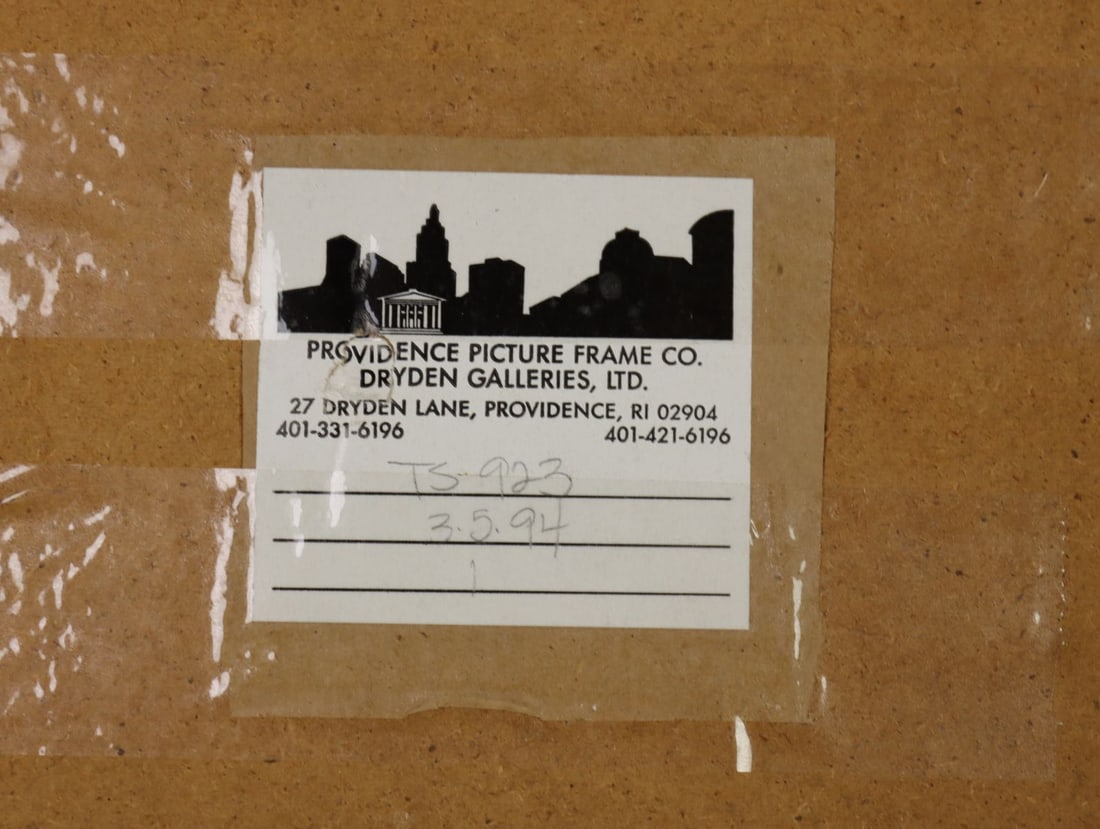 PROVIDENCE PICTURE FRAME CO.
DRYDEN GALLERIES, LTD.
27 DRYDEN LANE, PROVIDENCE, RI 02904
401-331-6196 401-421-6196
TS-923
3.5.94
1